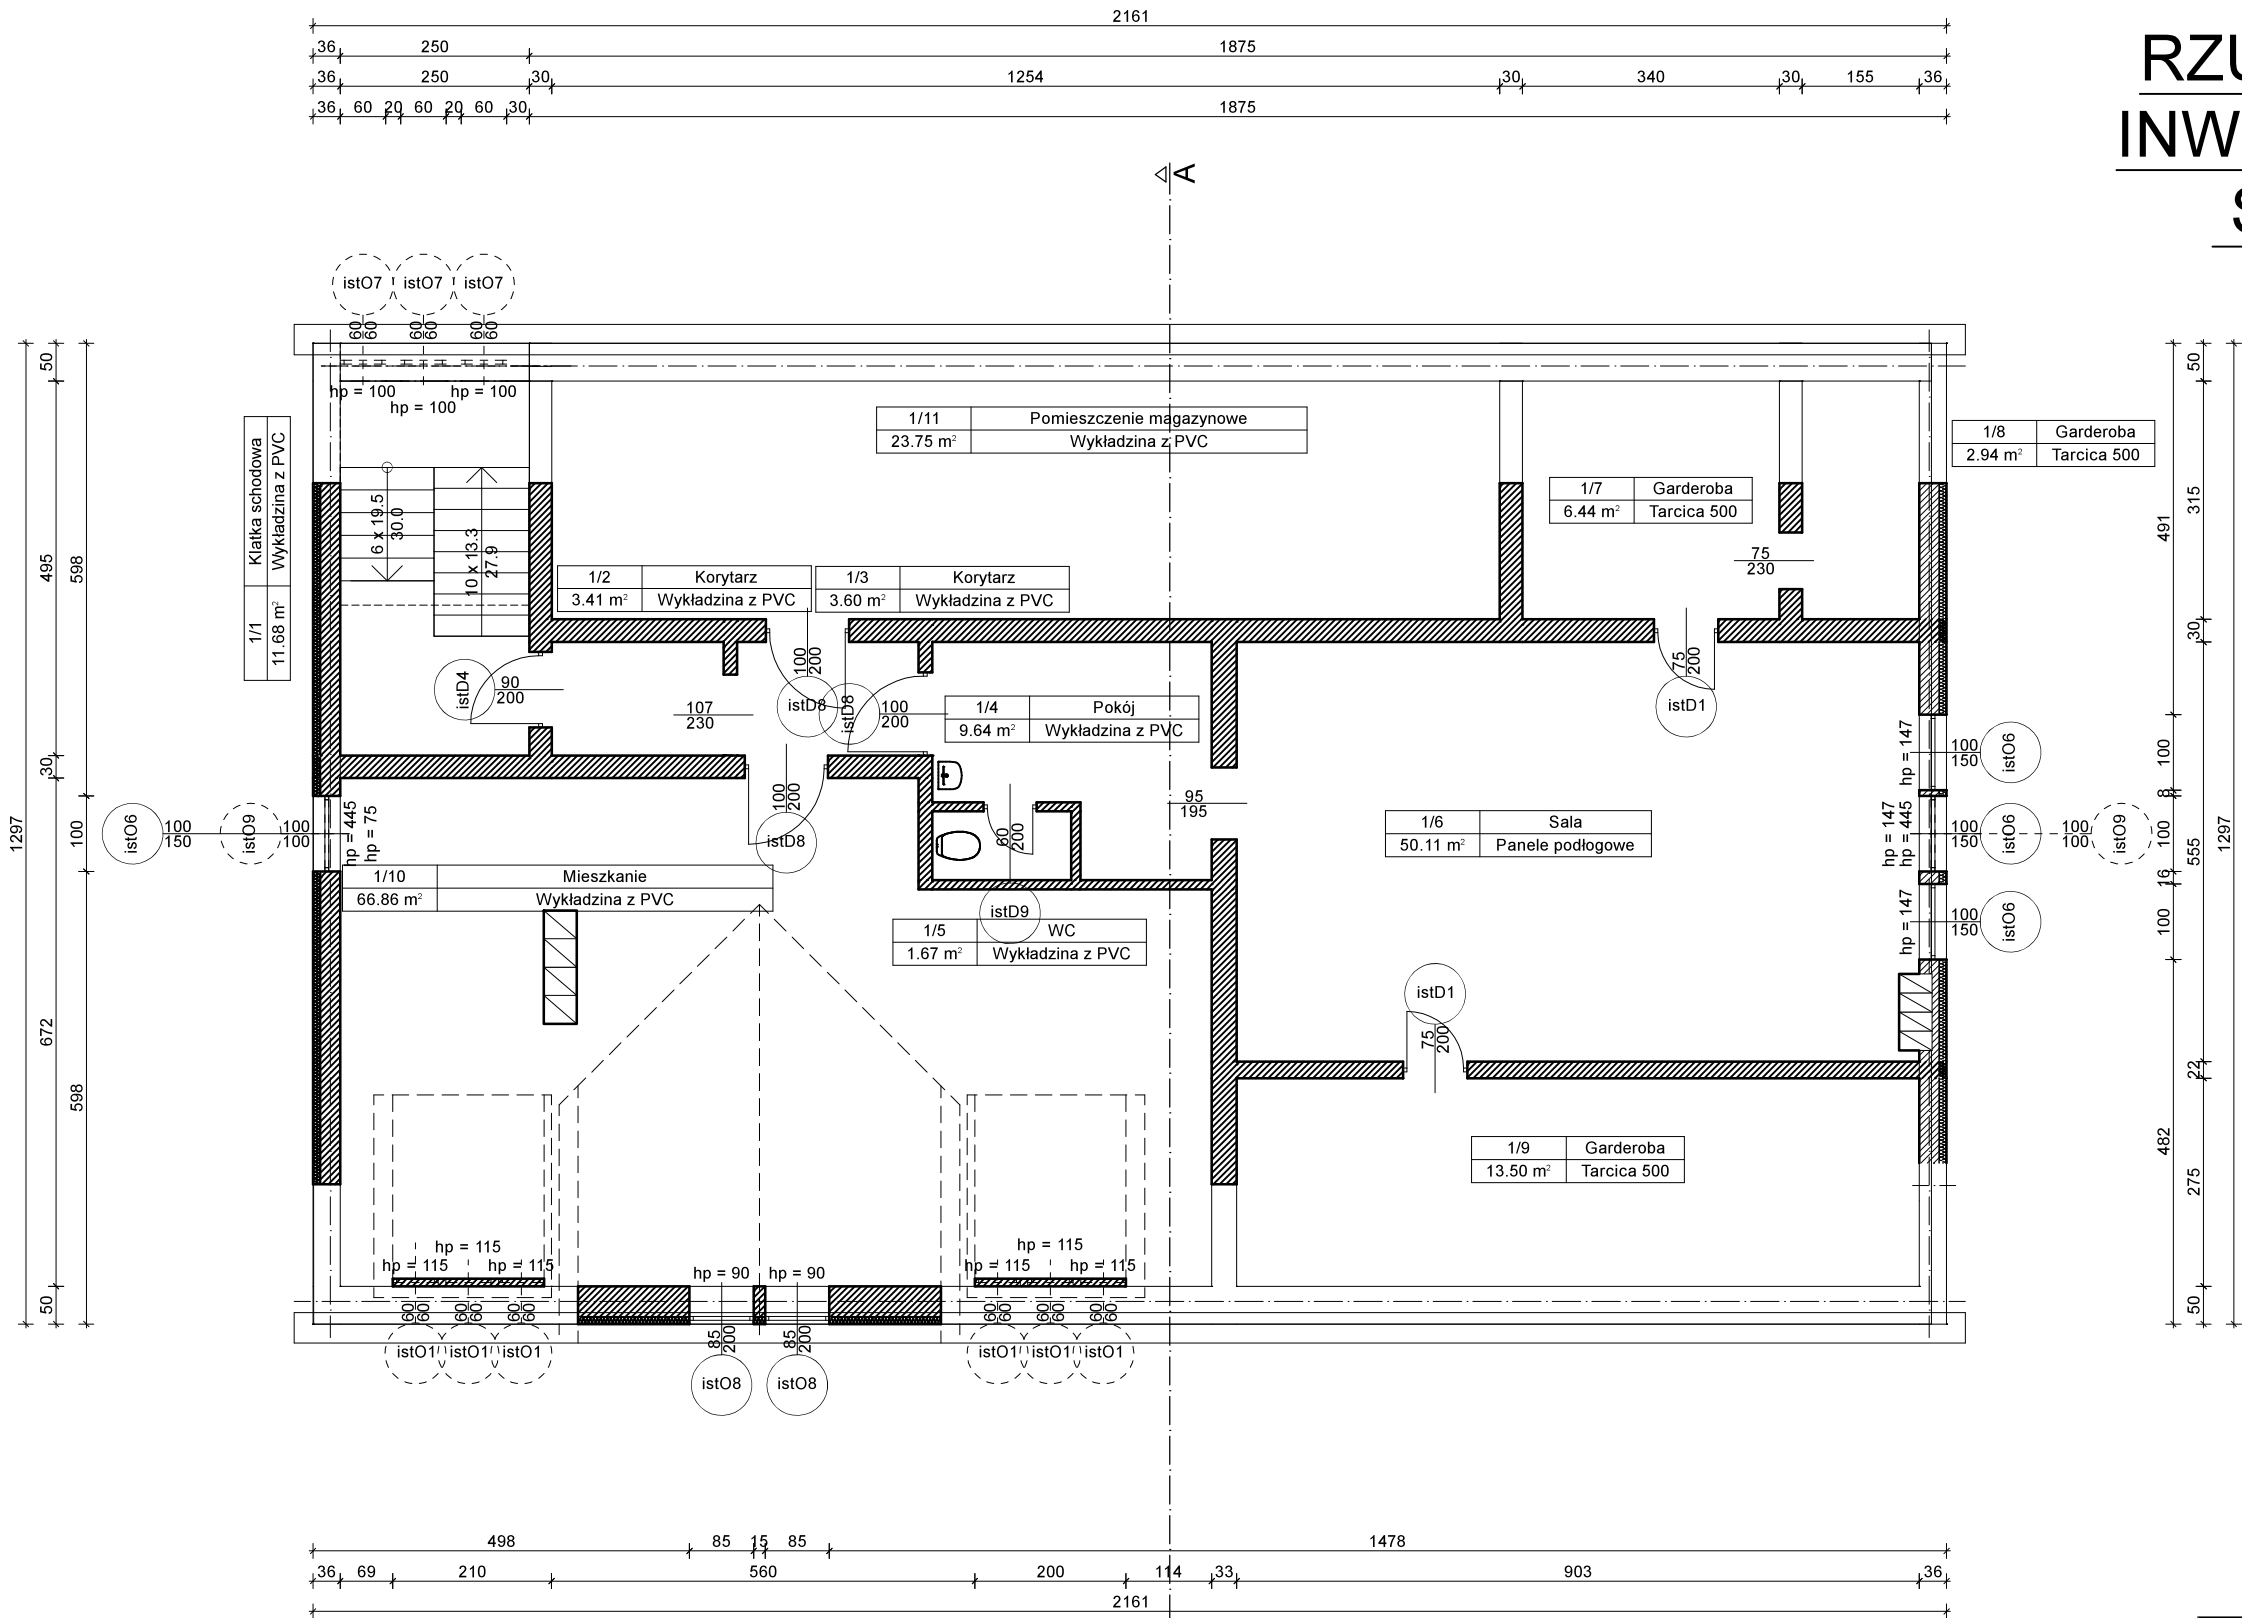 2161
36 250 1875
36 250 30 1254 30 340 30 155 36
36 60 20 60 20 60 30 1875
RZU
INW
S
A
istO7 istO7 istO7
60 60 60 60 60 60
hp = 100 hp = 100
hp = 100
1/1 Klatka schodowa
11.68 m² Wykładzina z PVC
6 x 19.5
30.0
10 x 13.3
27.9
1/11 Pomieszczenie magazynowe
23.75 m² Wykładzina z PVC
1/8 Garderoba
2.94 m² Tarcica 500
1/7 Garderoba
6.44 m² Tarcica 500
75
230
1/2 Korytarz
3.41 m² Wykładzina z PVC
1/3 Korytarz
3.60 m² Wykładzina z PVC
istD4
90
200
107
230
100
200
istD8
istD8
100
200
1/4 Pokój
9.64 m² Wykładzina z PVC
75
200
istD1
100
200
istD8
95
195
60
200
istD9
1/6 Sala
50.11 m² Panele podłogowe
1/10 Mieszkanie
66.86 m² Wykładzina z PVC
1/5 WC
1.67 m² Wykładzina z PVC
istD1
75
200
1/9 Garderoba
13.50 m² Tarcica 500
istO6
100
150
istO9
100
100
hp = 445
hp = 75
hp = 147
100
150
istO6
hp = 147
hp = 445
100
150
istO6
100
100
istO9
hp = 147
100
150
istO6
1297
50 495 30 672 50
598 100 598
491 100 8 100 16 100 482
50 315 30 555 22 275 50
1297
hp = 115
hp = 115 hp = 115
hp = 90 hp = 90
hp = 115
hp = 115 hp = 115
60 60 60 60 60 60
85 200 85 200
60 60 60 60 60 60
istO1 istO1 istO1
istO8 istO8
istO1 istO1 istO1
498 85 15 85 1478
36 69 210 560 200 114 33 903 36
2161